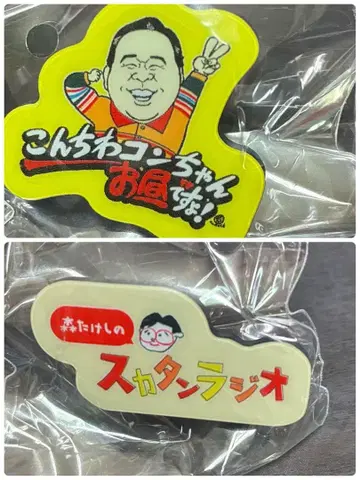 こんちわコンちゃん
お昼ですょ!
森たけしの
スカタンラジオ